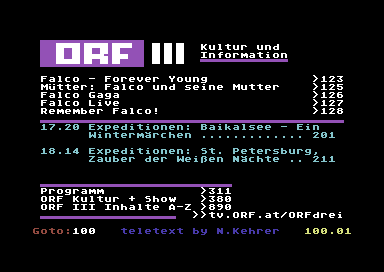 ORF III
Kultur und
Information
Falco - Forever Young >123
Mütter: Falco und seine Mutter >125
Falco Gaga >126
Falco Live >127
Remember Falco! >128
17.20 Expeditionen: Baikalsee - Ein
Wintermärchen ............. 201
18.14 Expeditionen: St. Petersburg,
Zauber der Weißen Nächte .. 211
Programm >311
ORF Kultur + Show >380
ORF III Inhalte A-Z >890
>>tv.ORF.at/ORFdrei
Goto:100 teletext by N.Kehrer 100.01